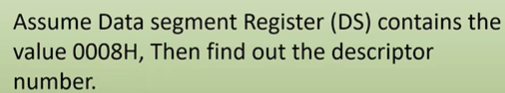 Assume Data segment Register (DS) contains the
value 0008H, Then find out the descriptor
number.